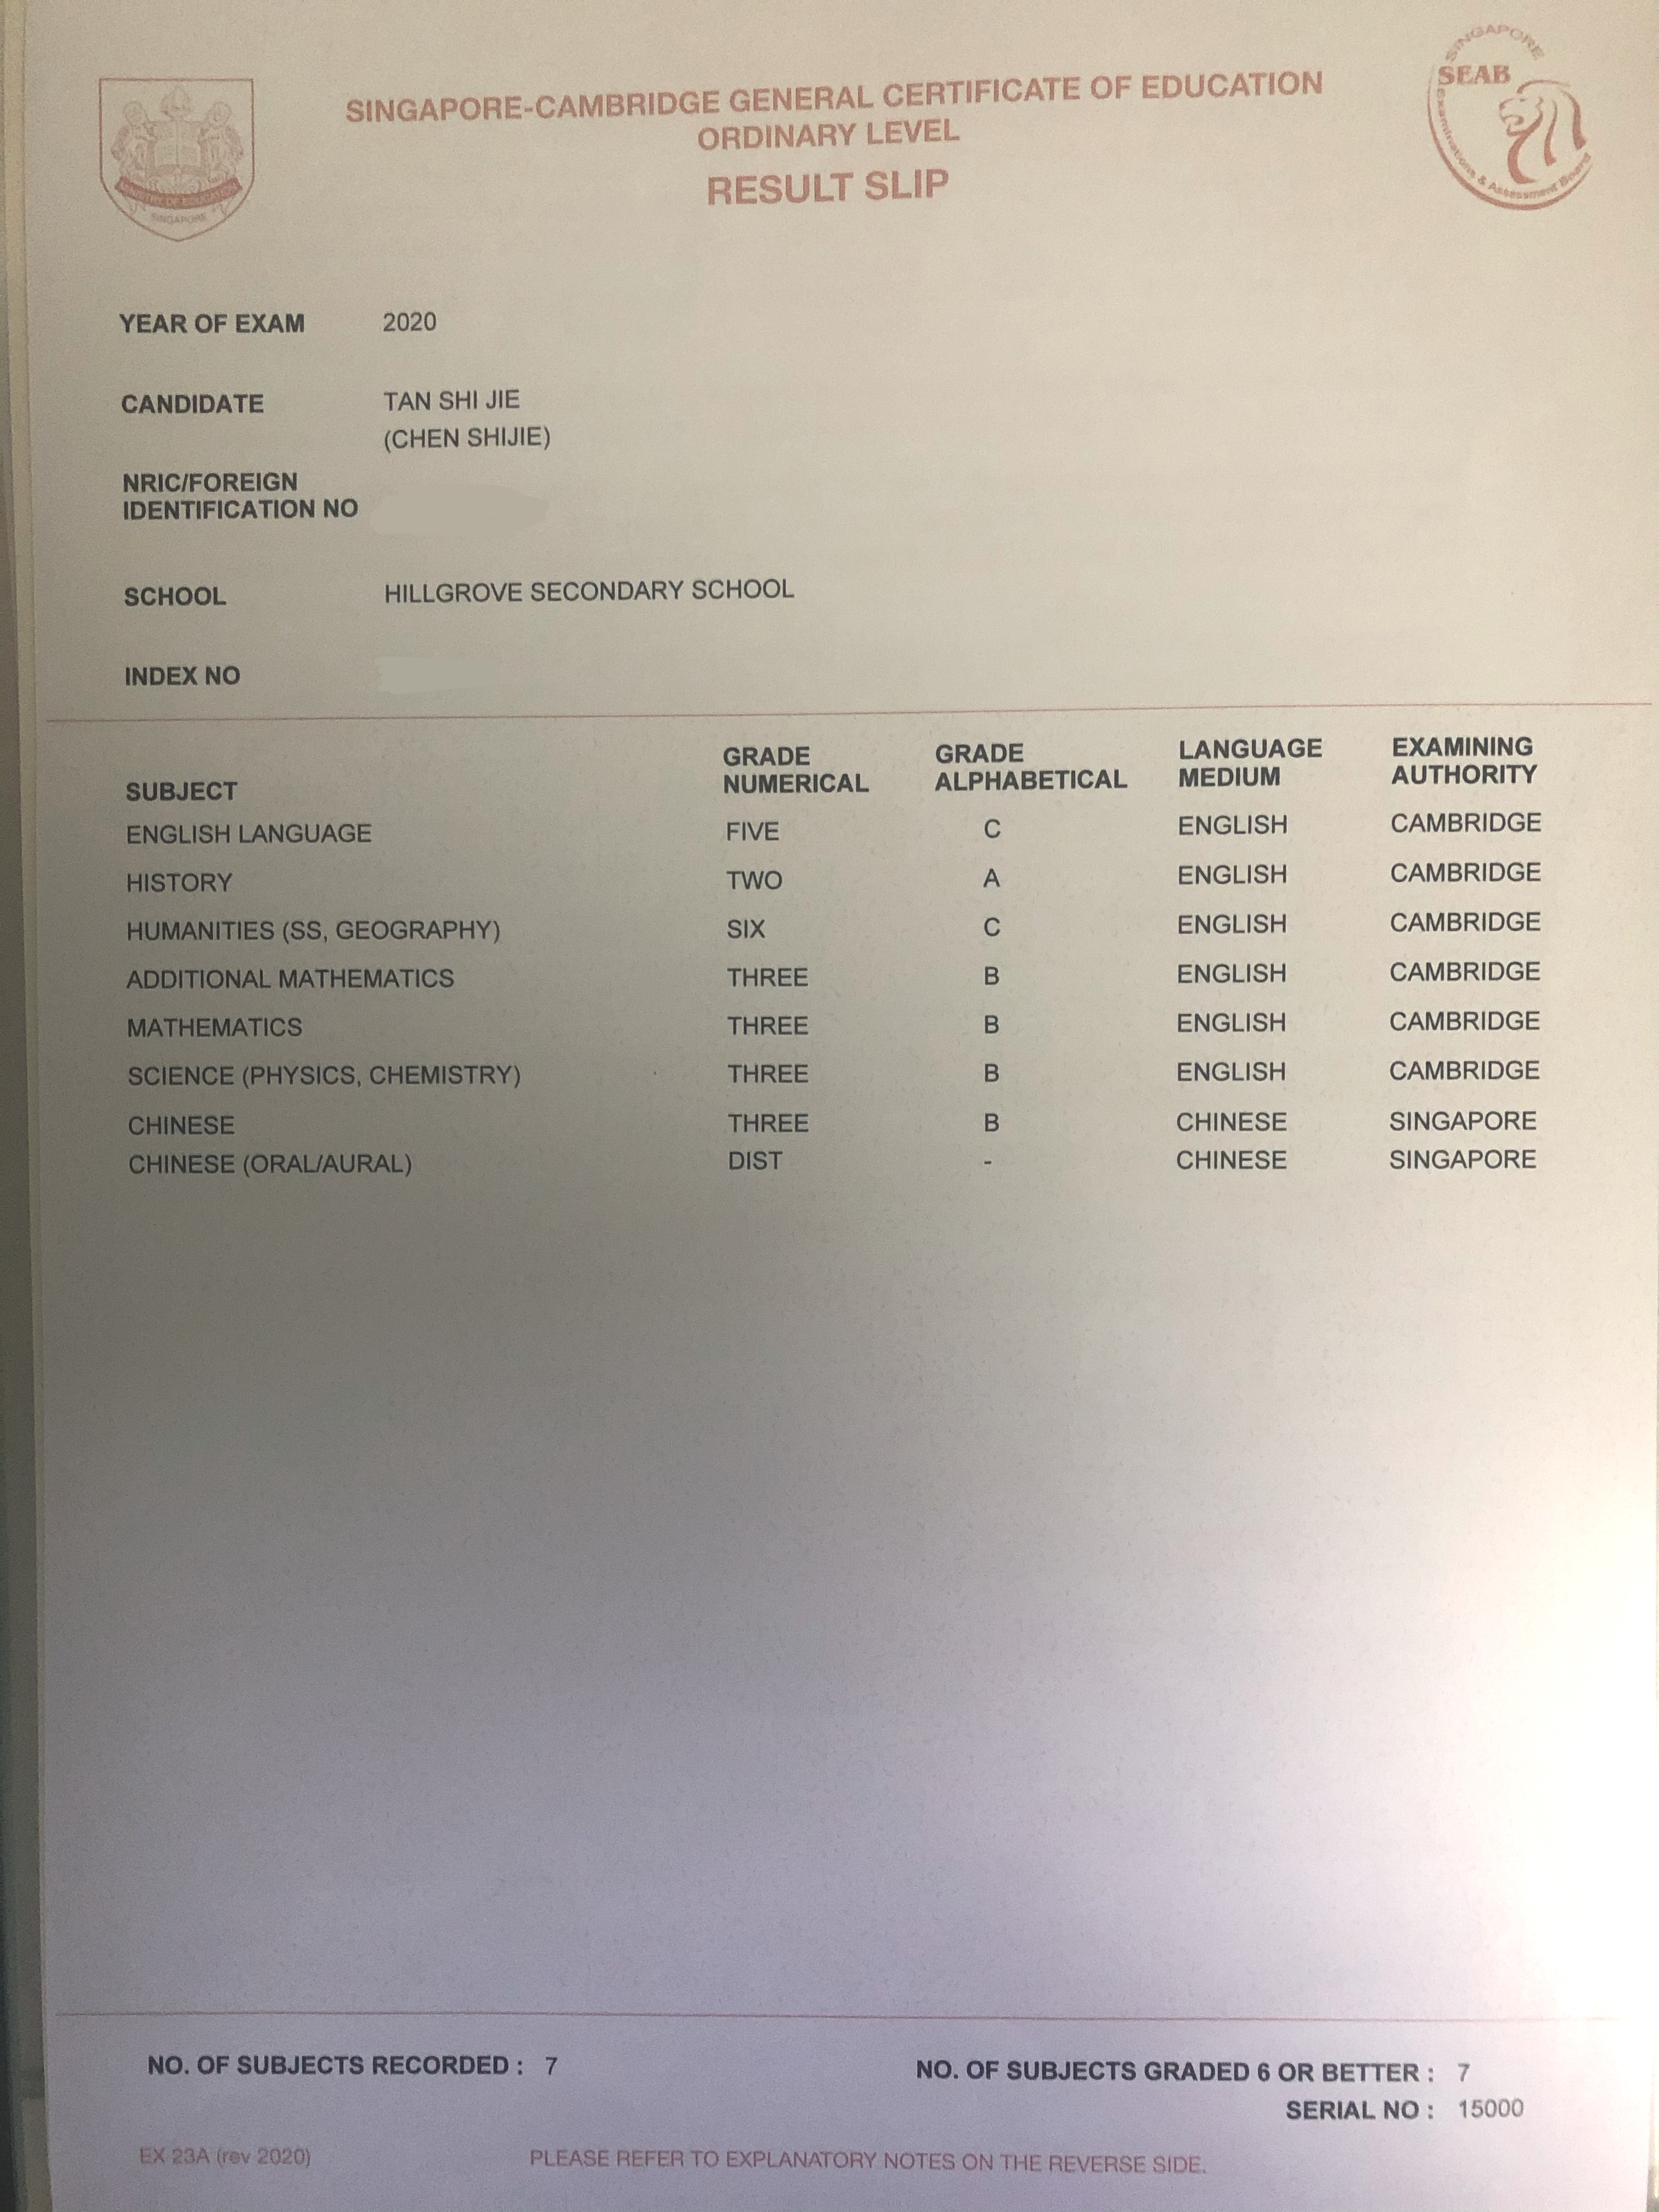 SINGAPORE-CAMBRIDGE GENERAL CERTIFICATE OF EDUCATION
ORDINARY LEVEL
RESULT SLIP
MINISTRY OF EDUCATION
SINGAPORE
SINGAPORE
SEAB
Examinations & Assessment Board
YEAR OF EXAM 2020
CANDIDATE TAN SHI JIE
(CHEN SHIJIE)
NRIC/FOREIGN
IDENTIFICATION NO
SCHOOL HILLGROVE SECONDARY SCHOOL
INDEX NO
SUBJECT GRADE NUMERICAL GRADE ALPHABETICAL LANGUAGE MEDIUM EXAMINING AUTHORITY
ENGLISH LANGUAGE FIVE C ENGLISH CAMBRIDGE
HISTORY TWO A ENGLISH CAMBRIDGE
HUMANITIES (SS, GEOGRAPHY) SIX C ENGLISH CAMBRIDGE
ADDITIONAL MATHEMATICS THREE B ENGLISH CAMBRIDGE
MATHEMATICS THREE B ENGLISH CAMBRIDGE
SCIENCE (PHYSICS, CHEMISTRY) THREE B ENGLISH CAMBRIDGE
CHINESE THREE B CHINESE SINGAPORE
CHINESE (ORAL/AURAL) DIST - CHINESE SINGAPORE
NO. OF SUBJECTS RECORDED : 7 NO. OF SUBJECTS GRADED 6 OR BETTER : 7
SERIAL NO : 15000
EX 23A (rev 2020) PLEASE REFER TO EXPLANATORY NOTES ON THE REVERSE SIDE.